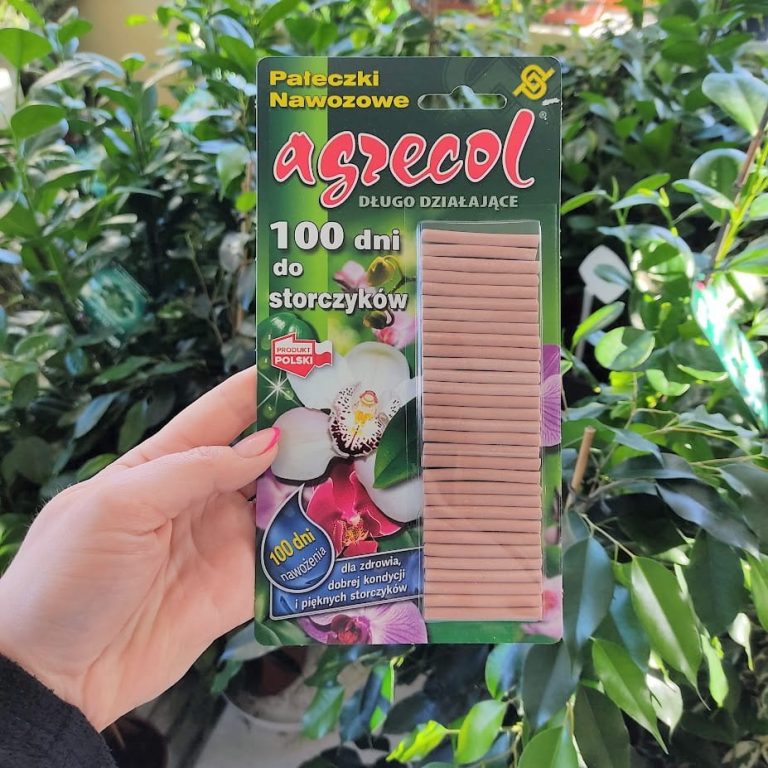 Pałeczki
Nawozowe
agrecol®
DŁUGO DZIAŁAJĄCE
100 dni
do
storczyków
PRODUKT
POLSKI
100 dni
nawożenia
dla zdrowia,
dobrej kondycji
i pięknych storczyków